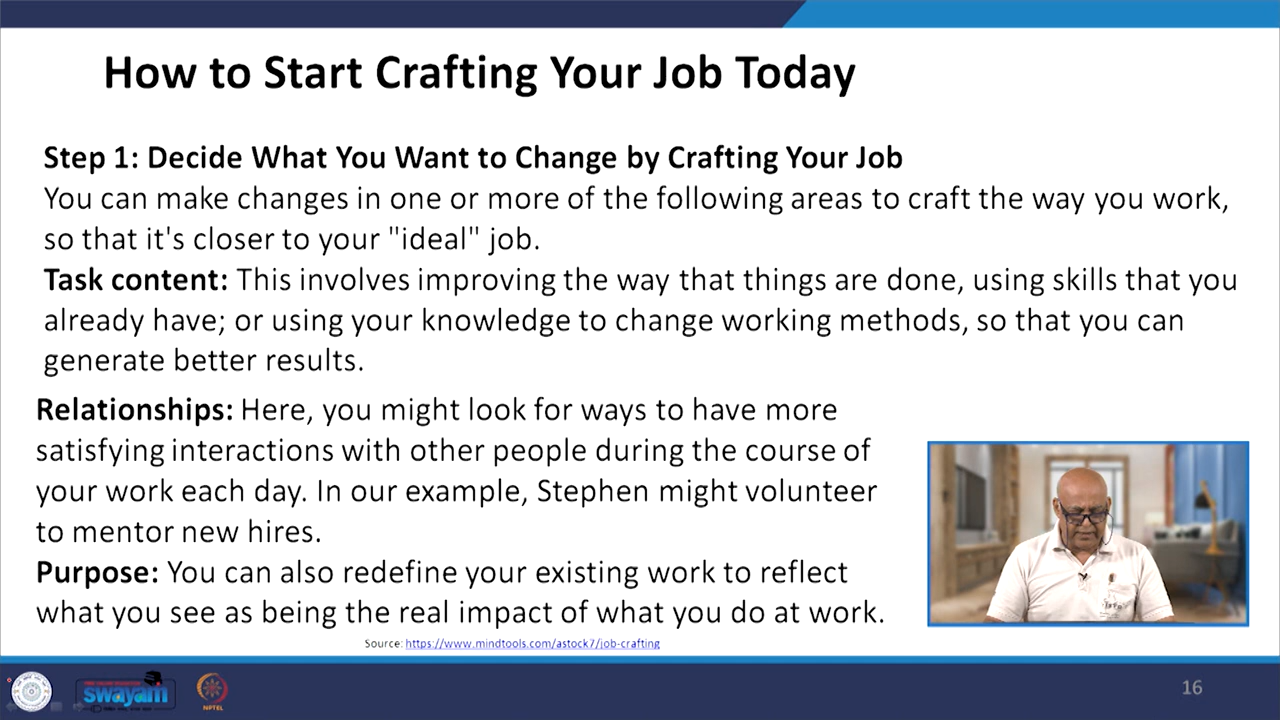 How to Start Crafting Your Job Today
Step 1: Decide What You Want to Change by Crafting Your Job
You can make changes in one or more of the following areas to craft the way you work,
so that it's closer to your "ideal" job.
Task content: This involves improving the way that things are done, using skills that you
already have; or using your knowledge to change working methods, so that you can
generate better results.
Relationships: Here, you might look for ways to have more
satisfying interactions with other people during the course of
your work each day. In our example, Stephen might volunteer
to mentor new hires.
Purpose: You can also redefine your existing work to reflect
what you see as being the real impact of what you do at work.
Source: https://www.mindtools.com/astock7/job-crafting
swayam
NPTEL
16